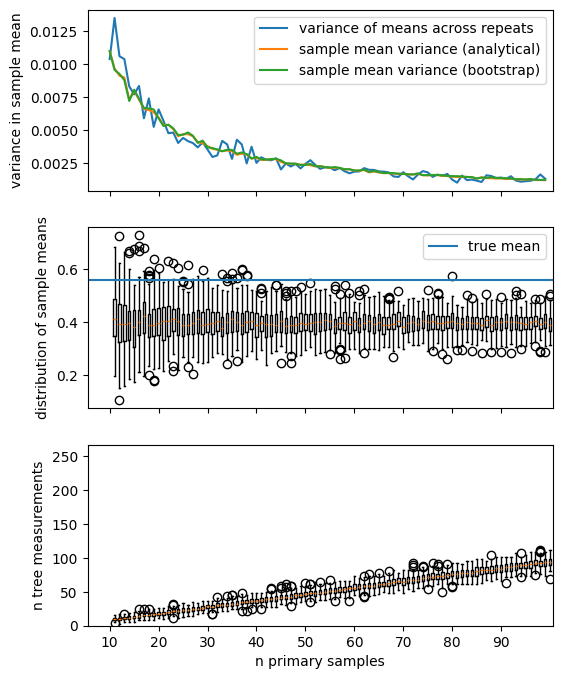 variance in sample mean
0.0125
0.0100
0.0075
0.0050
0.0025
variance of means across repeats
sample mean variance (analytical)
sample mean variance (bootstrap)
distribution of sample means
0.6
0.4
0.2
true mean
n tree measurements
250
200
150
100
50
0
10 20 30 40 50 60 70 80 90
n primary samples